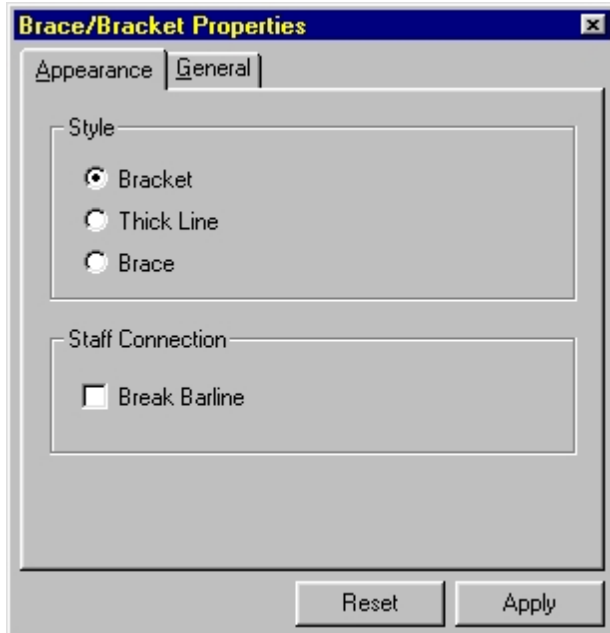 Brace/Bracket Properties
Appearance General
Style
Bracket
Thick Line
Brace
Staff Connection
Break Barline
Reset Apply